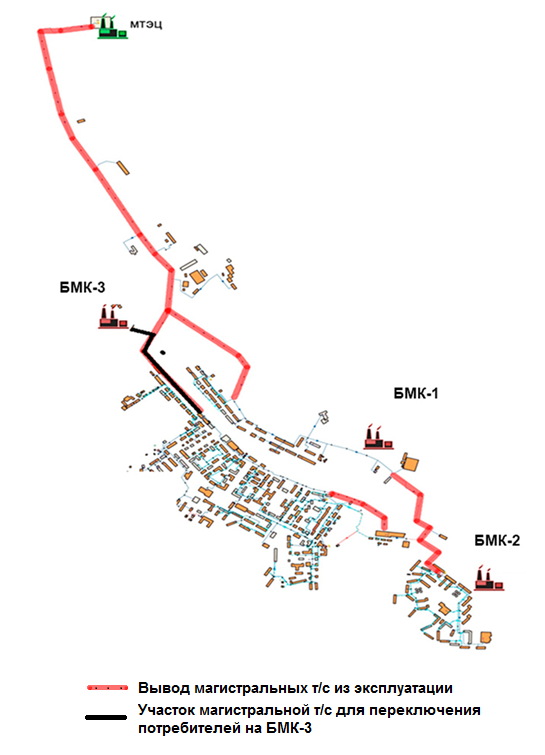 МТЭЦ
БМК-3
БМК-1
БМК-2
Вывод магистральных т/с из эксплуатации
Участок магистральной т/с для переключения
потребителей на БМК-3